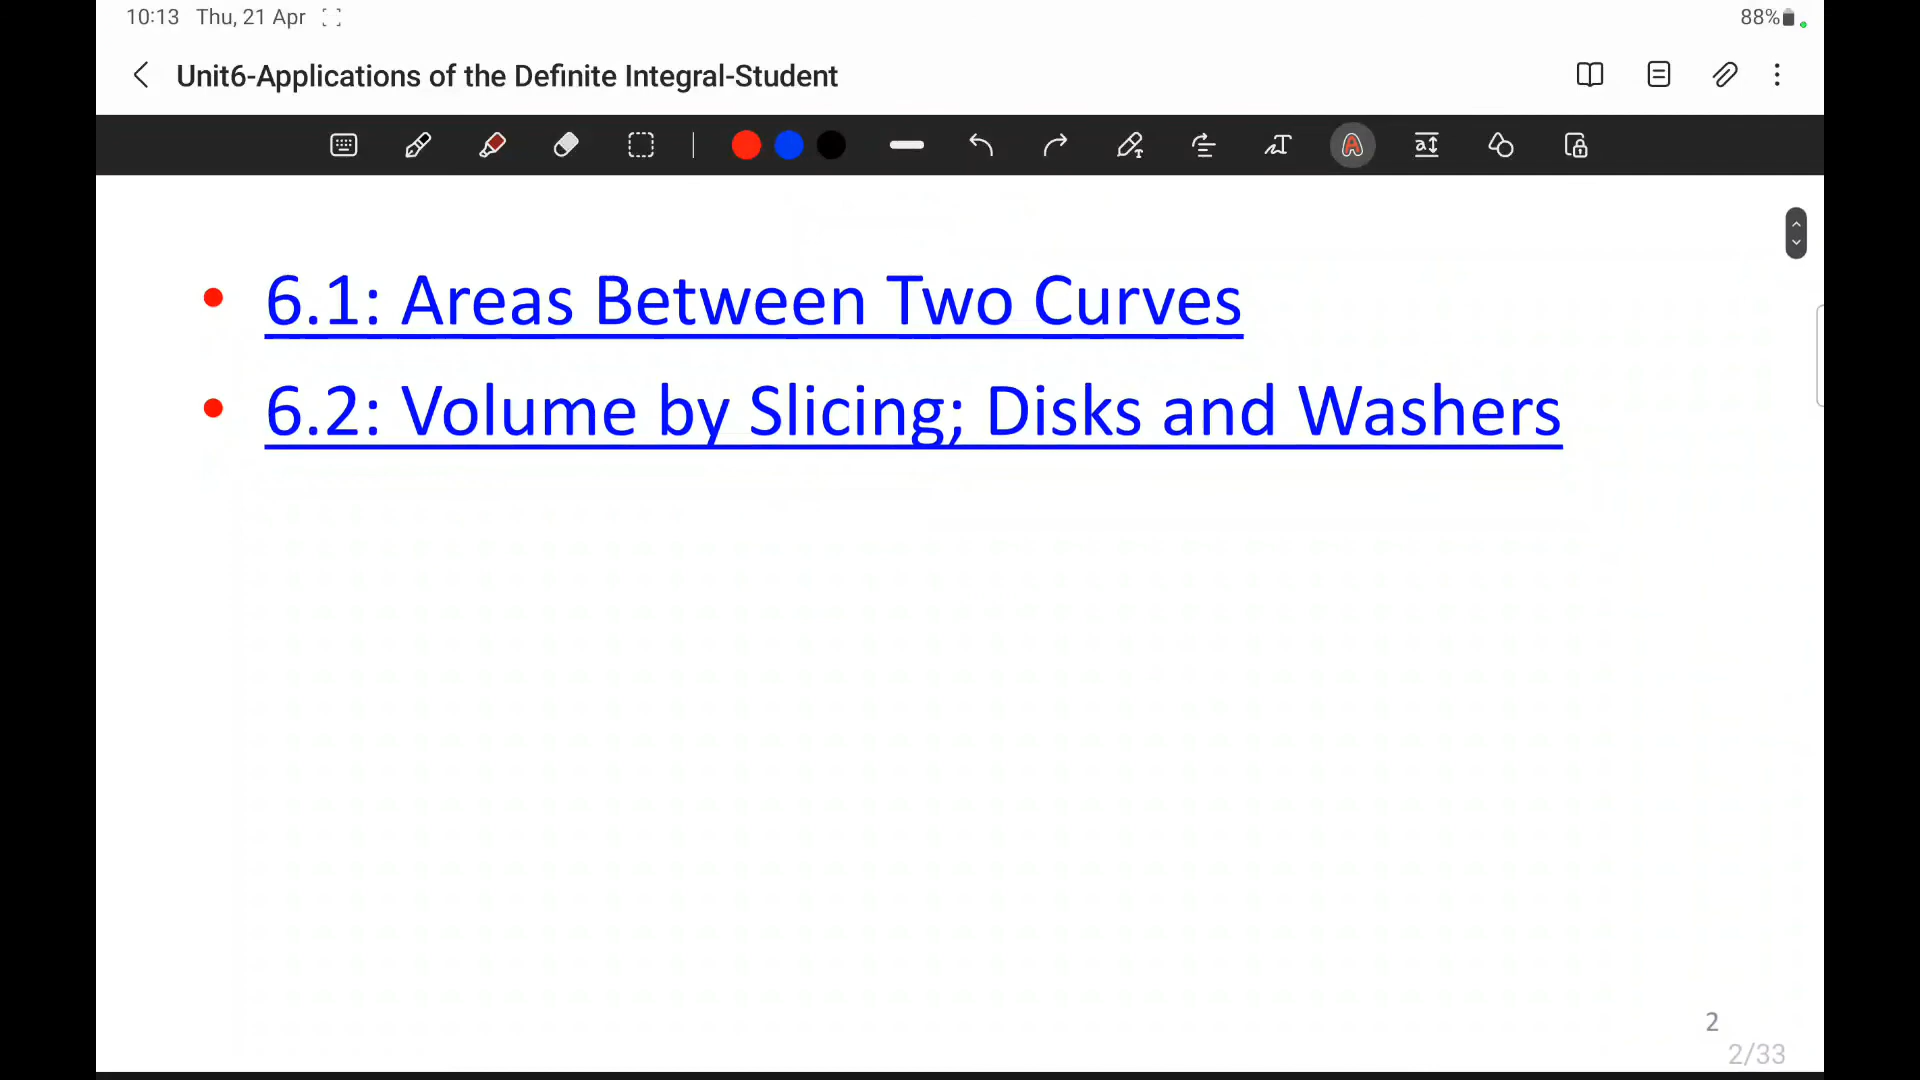 10:13 Thu, 21 Apr
88%
Unit6-Applications of the Definite Integral-Student
• 6.1: Areas Between Two Curves
• 6.2: Volume by Slicing; Disks and Washers
2
2/33